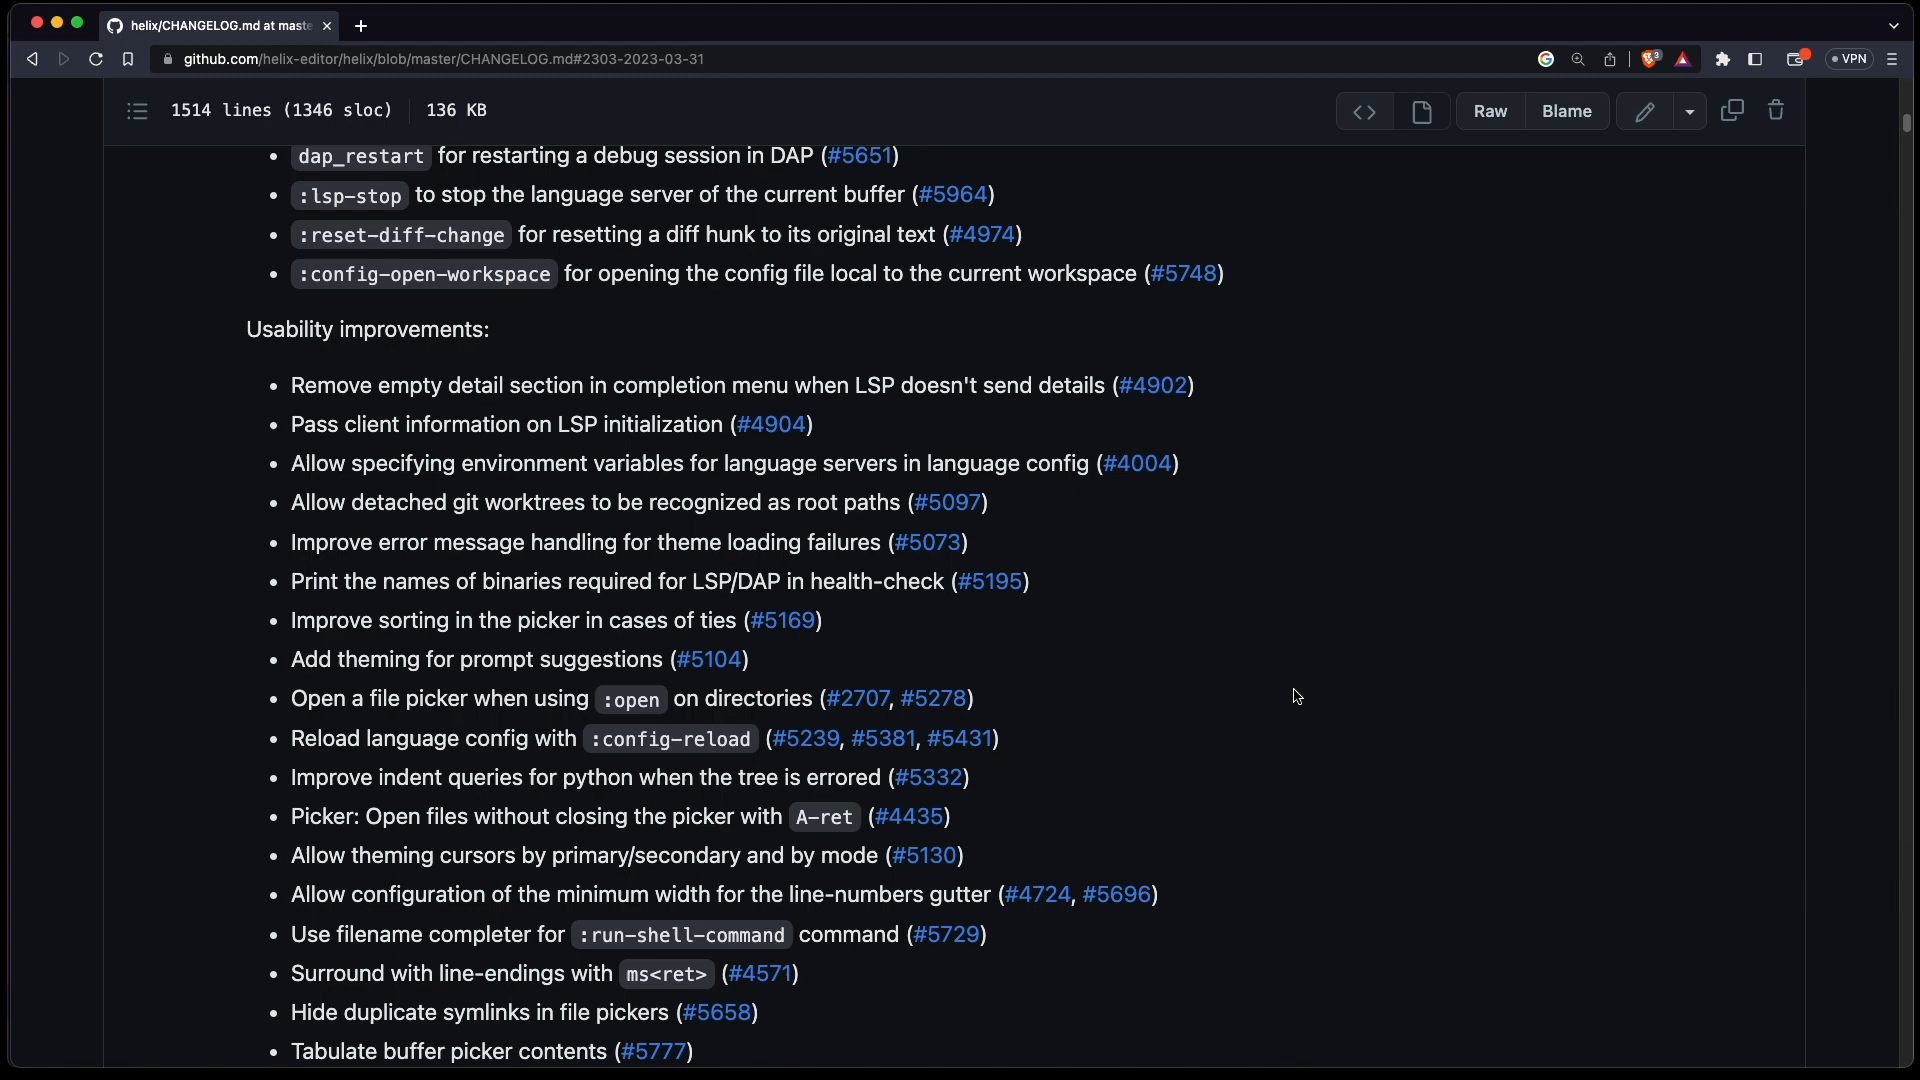 helix/CHANGELOG.md at maste
github.com/helix-editor/helix/blob/master/CHANGELOG.md#2303-2023-03-31
3
VPN
1514 lines (1346 sloc) 136 KB
Raw
Blame
dap_restart for restarting a debug session in DAP (#5651)
:lsp-stop to stop the language server of the current buffer (#5964)
:reset-diff-change for resetting a diff hunk to its original text (#4974)
:config-open-workspace for opening the config file local to the current workspace (#5748)
Usability improvements:
Remove empty detail section in completion menu when LSP doesn't send details (#4902)
Pass client information on LSP initialization (#4904)
Allow specifying environment variables for language servers in language config (#4004)
Allow detached git worktrees to be recognized as root paths (#5097)
Improve error message handling for theme loading failures (#5073)
Print the names of binaries required for LSP/DAP in health-check (#5195)
Improve sorting in the picker in cases of ties (#5169)
Add theming for prompt suggestions (#5104)
Open a file picker when using :open on directories (#2707, #5278)
Reload language config with :config-reload (#5239, #5381, #5431)
Improve indent queries for python when the tree is errored (#5332)
Picker: Open files without closing the picker with A-ret (#4435)
Allow theming cursors by primary/secondary and by mode (#5130)
Allow configuration of the minimum width for the line-numbers gutter (#4724, #5696)
Use filename completer for :run-shell-command command (#5729)
Surround with line-endings with ms<ret> (#4571)
Hide duplicate symlinks in file pickers (#5658)
Tabulate buffer picker contents (#5777)